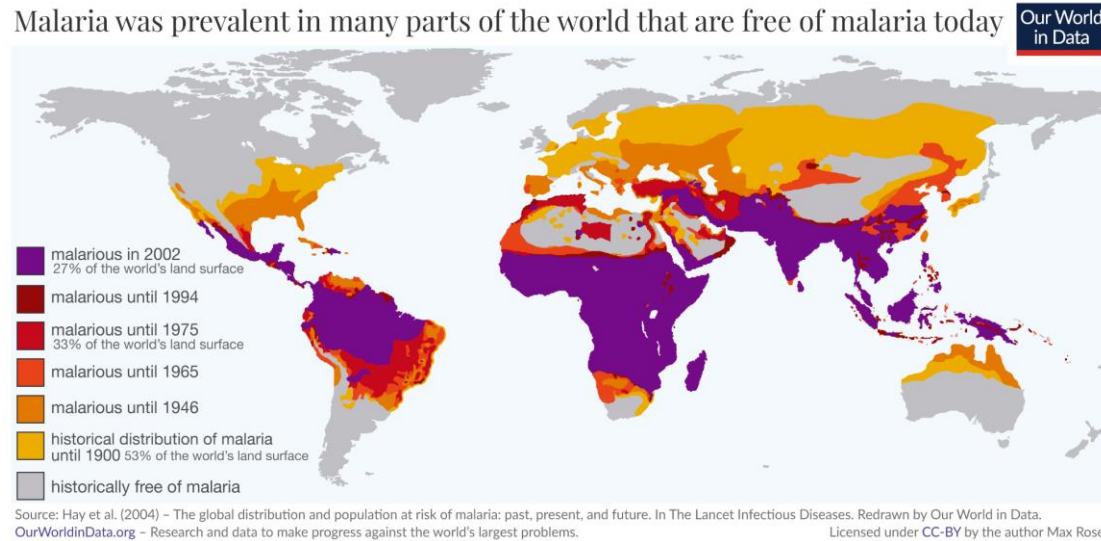 Malaria was prevalent in many parts of the world that are free of malaria today
Our World
in Data
malarious in 2002
27% of the world's land surface
malarious until 1994
malarious until 1975
33% of the world's land surface
malarious until 1965
malarious until 1946
historical distribution of malaria
until 1900 53% of the world's land surface
historically free of malaria
Source: Hay et al. (2004) – The global distribution and population at risk of malaria: past, present, and future. In The Lancet Infectious Diseases. Redrawn by Our World in Data.
OurWorldinData.org – Research and data to make progress against the world's largest problems.
Licensed under CC-BY by the author Max Rose